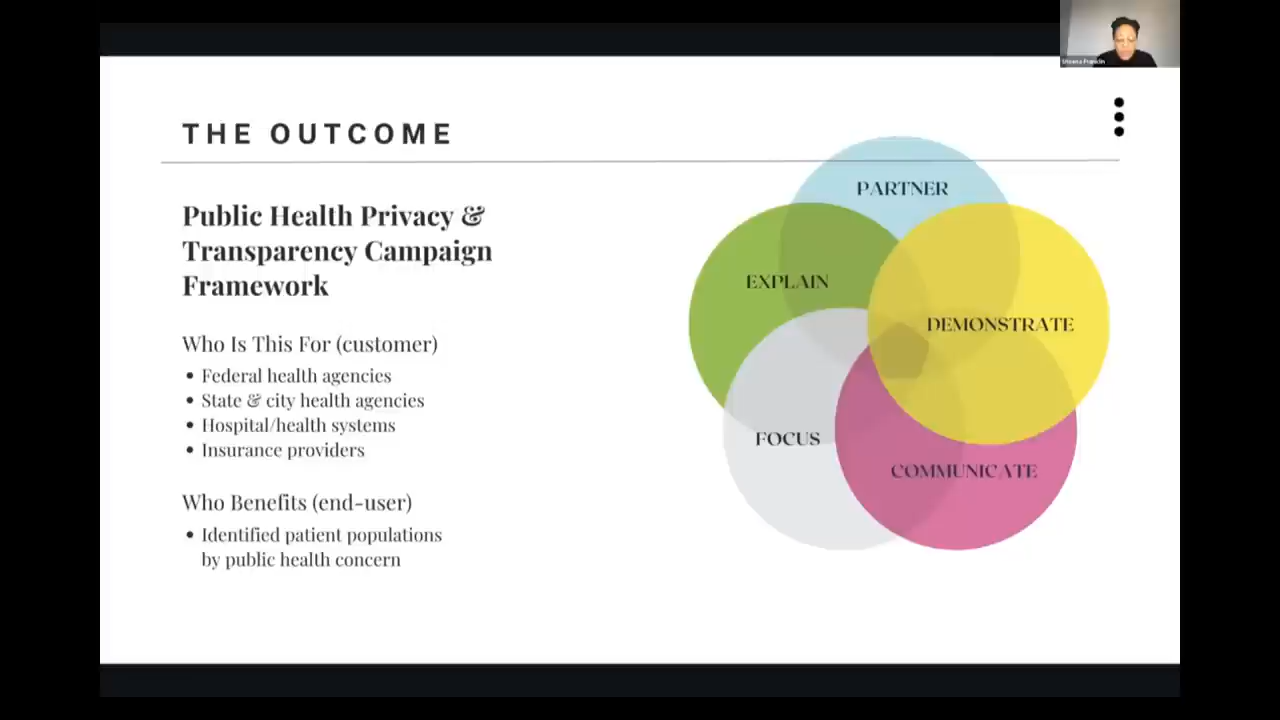 THE OUTCOME
Public Health Privacy &
Transparency Campaign
Framework
Who Is This For (customer)
• Federal health agencies
• State & city health agencies
• Hospital/health systems
• Insurance providers
Who Benefits (end-user)
• Identified patient populations
by public health concern
PARTNER
EXPLAIN
DEMONSTRATE
FOCUS
COMMUNICATE
Franklin